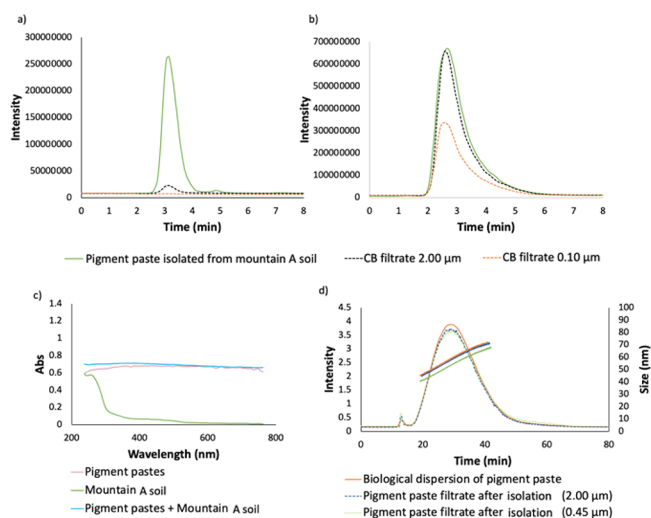 a)
300000000
250000000
200000000
150000000
100000000
50000000
0
Intensity
0 1 2 3 4 5 6 7 8
Time (min)
b)
700000000
600000000
500000000
400000000
300000000
200000000
100000000
0
Intensity
0 1 2 3 4 5 6 7 8
Time (min)
Pigment paste isolated from mountain A soil
CB filtrate 2.00 μm
CB filtrate 0.10 μm
c)
1.4
1.2
1
0.8
0.6
0.4
0.2
0
Abs
200 400 600 800
Wavelength (nm)
Pigment pastes
Mountain A soil
Pigment pastes + Mountain A soil
d)
4.5
4
3.5
3
2.5
2
1.5
1
0.5
0
Intensity
100
90
80
70
60
50
40
30
20
10
0
Size (nm)
0 20 40 60 80
Time (min)
Biological dispersion of pigment paste
Pigment paste filtrate after isolation (2.00 μm)
Pigment paste filtrate after isolation (0.45 μm)